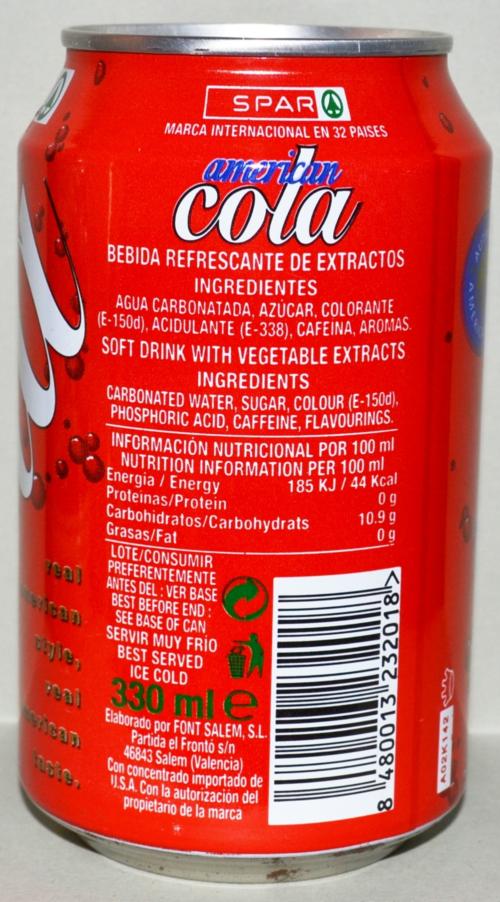 SPAR
MARCA INTERNACIONAL EN 32 PAISES
american
cola
BEBIDA REFRESCANTE DE EXTRACTOS
INGREDIENTES
AGUA CARBONATADA, AZÚCAR, COLORANTE
(E-150d), ACIDULANTE (E-338), CAFEINA, AROMAS.
SOFT DRINK WITH VEGETABLE EXTRACTS
INGREDIENTS
CARBONATED WATER, SUGAR, COLOUR (E-150d),
PHOSPHORIC ACID, CAFFEINE, FLAVOURINGS.
INFORMACIÓN NUTRICIONAL POR 100 ml
NUTRITION INFORMATION PER 100 ml
Energia / Energy 185 KJ / 44 Kcal
Proteinas/Protein 0 g
Carbohidratos/Carbohydrats 10.9 g
Grasas/Fat 0 g
LOTE/CONSUMIR
PREFERENTEMENTE
ANTES DEL : VER BASE
BEST BEFORE END :
SEE BASE OF CAN
SERVIR MUY FRÍO
BEST SERVED
ICE COLD
330 ml e
Elaborado por FONT SALEM, S.L.
Partida el Frontó s/n
46843 Salem (Valencia)
Con concentrado importado de
U.S.A. Con la autorización del
propietario de la marca
8 480013 232018 >
A02K142
real
american
style,
real
american
taste.